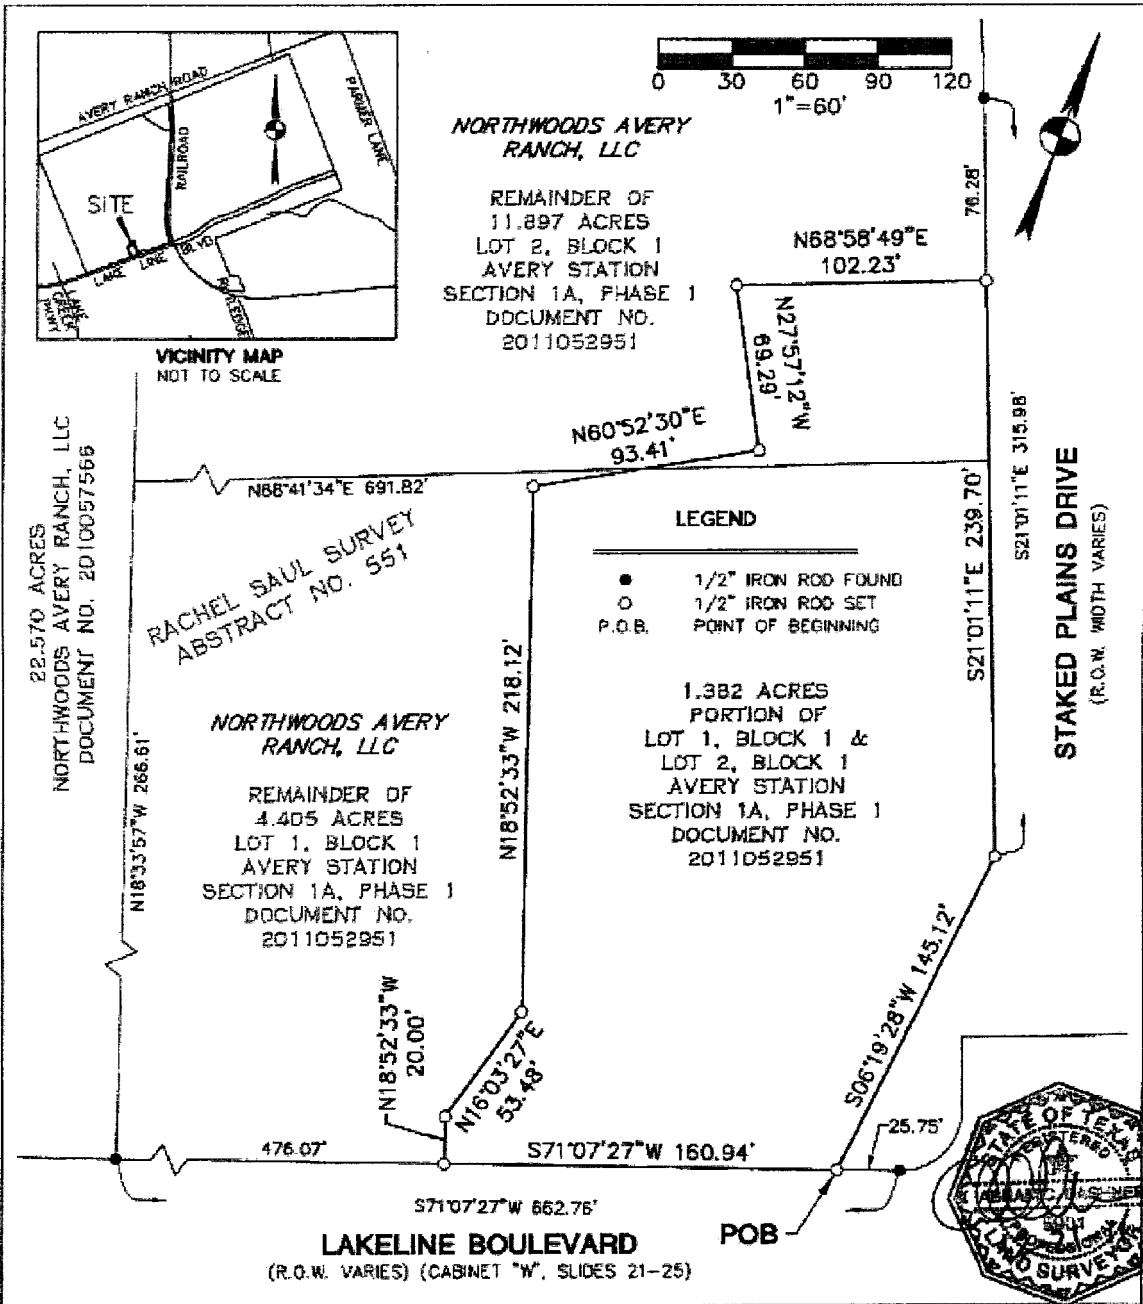 AVERY RANCH ROAD
PARMER LANE
RAILROAD
SITE
LAKE LINE BLVD
LAKE CREEK PKWY
RUTLEDGE
VICINITY MAP
NOT TO SCALE
0 30 60 90 120
1"=60'
NORTHWOODS AVERY
RANCH, LLC
REMAINDER OF
11.897 ACRES
LOT 2, BLOCK 1
AVERY STATION
SECTION 1A, PHASE 1
DOCUMENT NO.
2011052951
76.28'
N68°58'49"E
102.23'
N27°57'12"W
69.29'
N60°52'30"E
93.41'
N68°41'34"E 691.82'
22.570 ACRES
NORTHWOODS AVERY RANCH, LLC
DOCUMENT NO. 2010057566
RACHEL SAUL SURVEY
ABSTRACT NO. 551
LEGEND
● 1/2" IRON ROD FOUND
○ 1/2" IRON ROD SET
P.O.B. POINT OF BEGINNING
S21°01'11"E 239.70'
S21°01'11"E 315.98'
STAKED PLAINS DRIVE
(R.O.W. WIDTH VARIES)
N18°33'57"W 266.61'
NORTHWOODS AVERY
RANCH, LLC
REMAINDER OF
4.405 ACRES
LOT 1, BLOCK 1
AVERY STATION
SECTION 1A, PHASE 1
DOCUMENT NO.
2011052951
N18°52'33"W 218.12'
1.382 ACRES
PORTION OF
LOT 1, BLOCK 1 &
LOT 2, BLOCK 1
AVERY STATION
SECTION 1A, PHASE 1
DOCUMENT NO.
2011052951
N18°52'33"W
20.00'
N16°03'27"E
53.48'
S06°19'28"W 145.12'
25.75'
476.07'
S71°07'27"W 160.94'
S71°07'27"W 662.76'
POB
LAKELINE BOULEVARD
(R.O.W. VARIES) (CABINET "W", SLIDES 21-25)
STATE OF TEXAS
REGISTERED
PROFESSIONAL
LAND SURVEYOR